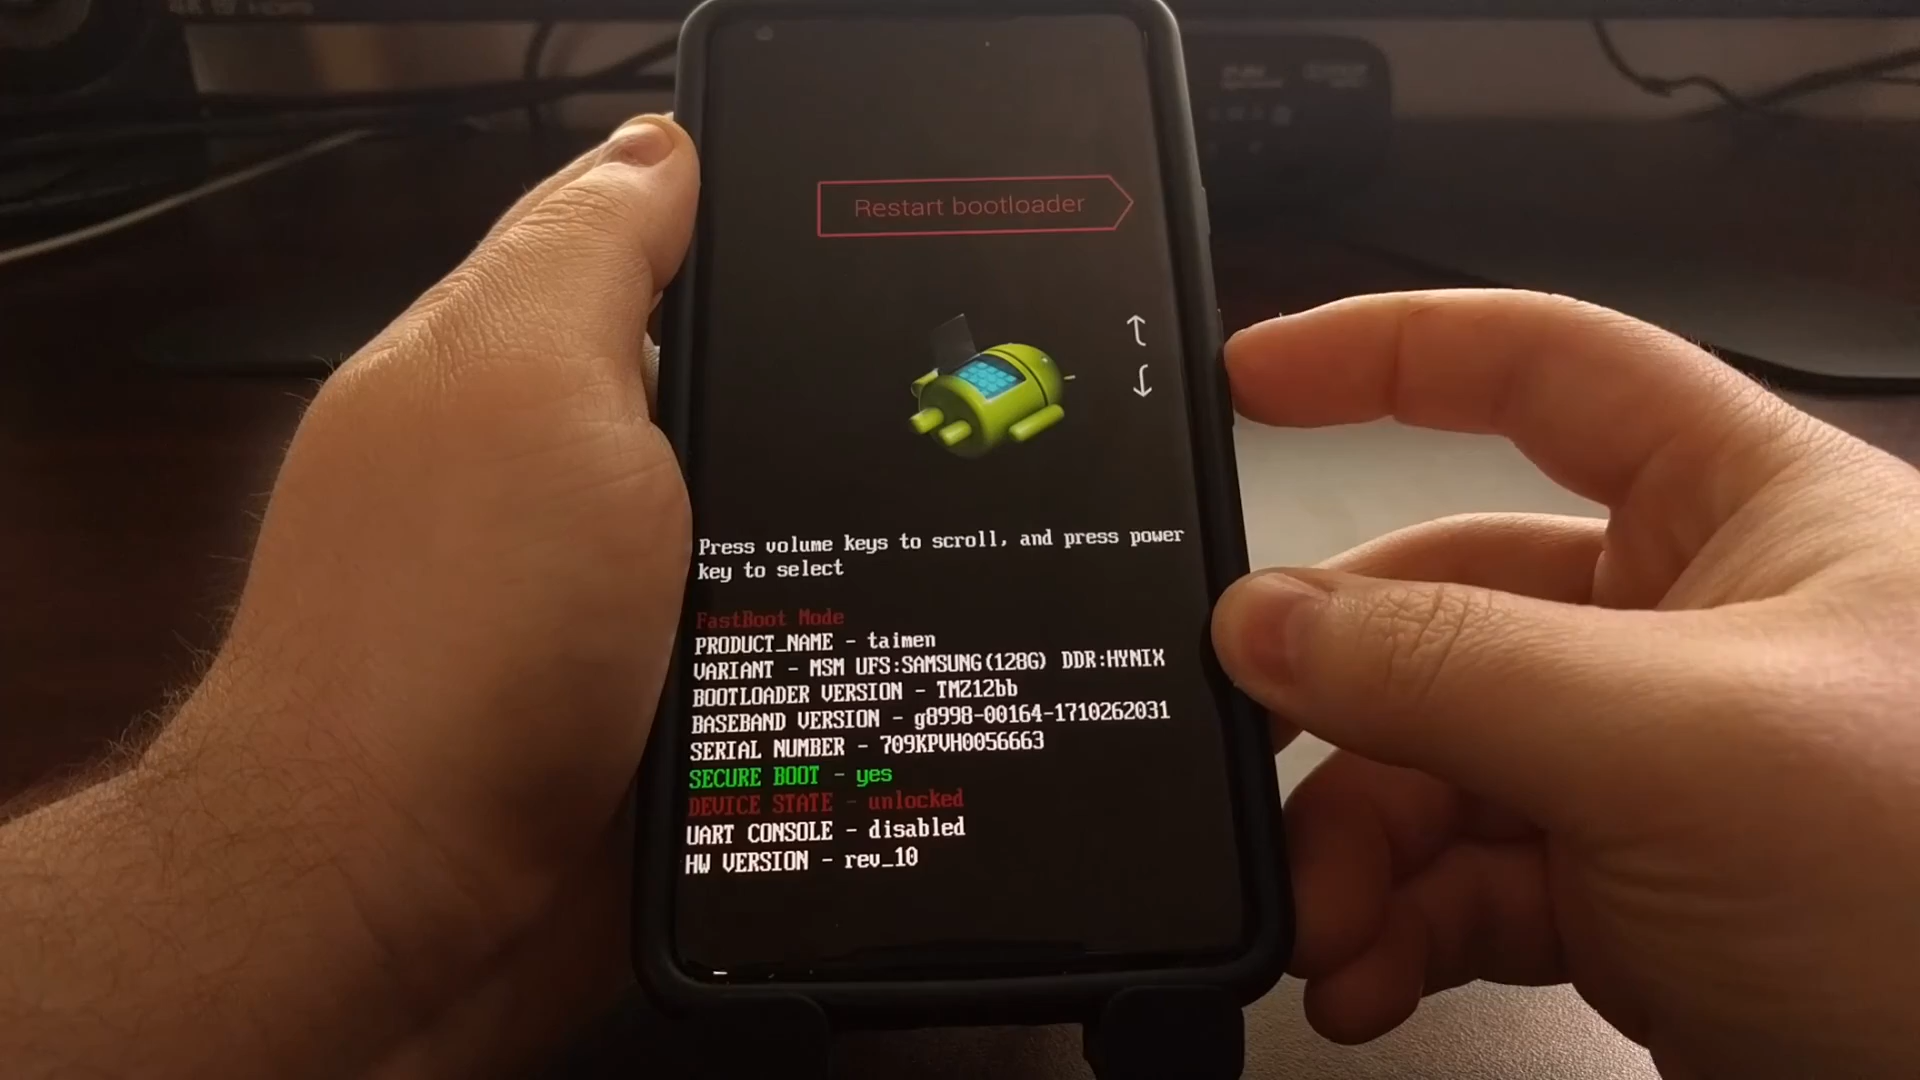 Restart bootloader
Press volume keys to scroll, and press power
key to select
FastBoot Mode
PRODUCT_NAME - taimen
VARIANT - MSM UFS:SAMSUNG(128G) DDR:HYNIX
BOOTLOADER VERSION - TMZ12bb
BASEBAND VERSION - g8998-00164-1710262031
SERIAL NUMBER - 709KPVH0056663
SECURE BOOT - yes
DEVICE STATE - unlocked
UART CONSOLE - disabled
HW VERSION - rev_10